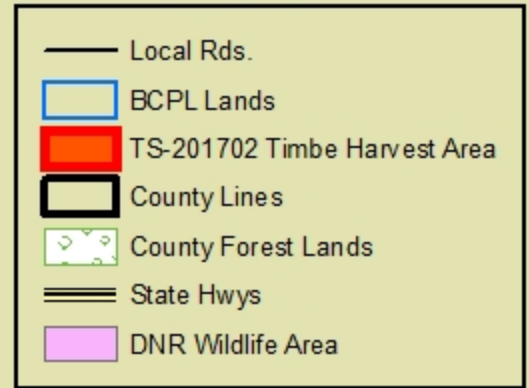 Local Rds.
BCPL Lands
TS-201702 Timbe Harvest Area
County Lines
County Forest Lands
State Hwys
DNR Wildlife Area